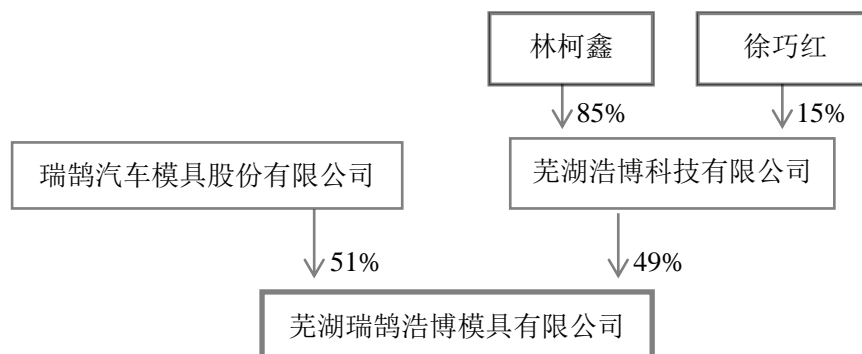 林柯鑫
徐巧红
85%
15%
瑞鹄汽车模具股份有限公司
芜湖浩博科技有限公司
51%
49%
芜湖瑞鹄浩博模具有限公司